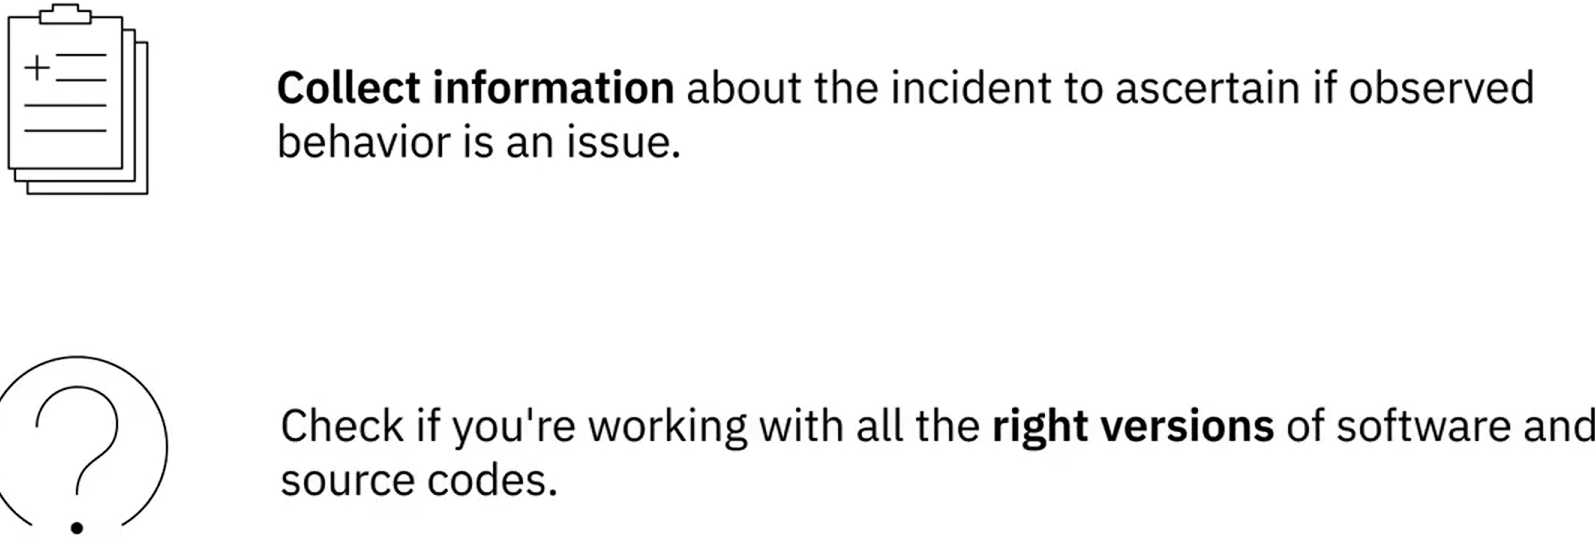 Collect information about the incident to ascertain if observed
behavior is an issue.
Check if you're working with all the right versions of software and
source codes.